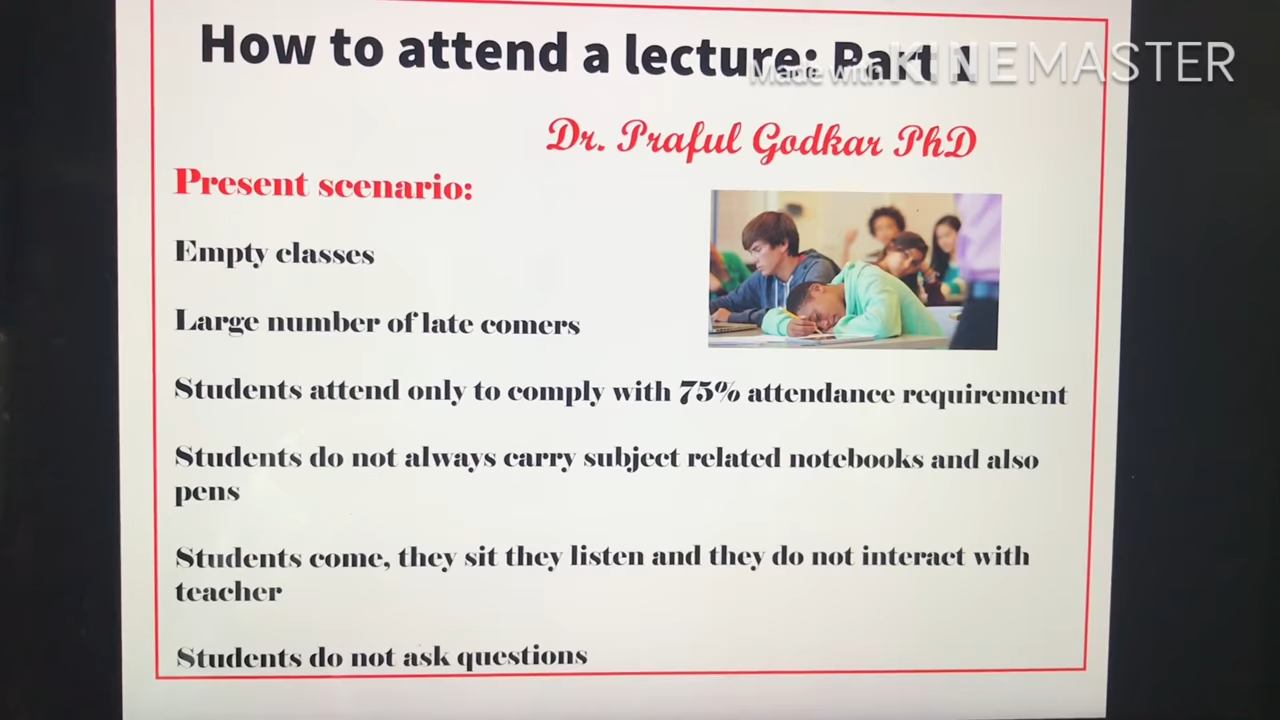 How to attend a lecture: Part 1
Made with KINEMASTER
Dr. Praful Godkar PhD
Present scenario:
Empty classes
Large number of late comers
Students attend only to comply with 75% attendance requirement
Students do not always carry subject related notebooks and also
pens
Students come, they sit they listen and they do not interact with
teacher
Students do not ask questions